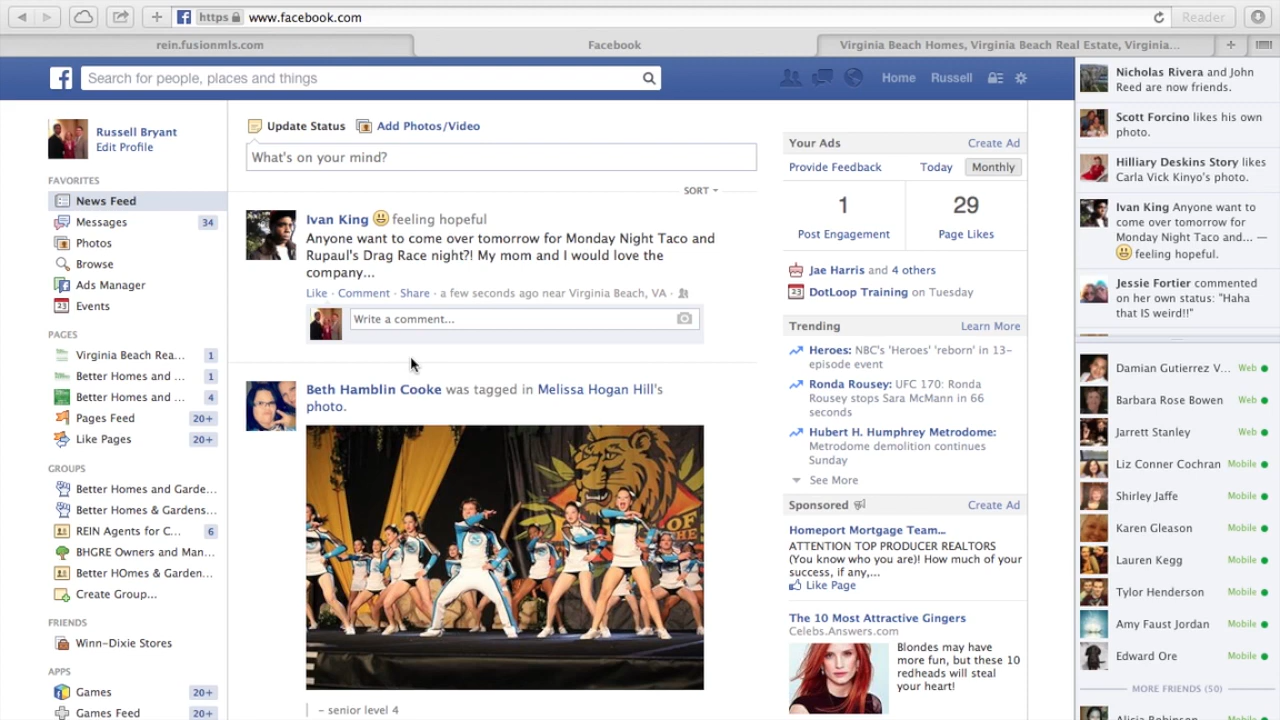 https www.facebook.com
Reader
rein.fusionmls.com
Facebook
Virginia Beach Homes, Virginia Beach Real Estate, Virginia...
Search for people, places and things
Home
Russell
Russell Bryant
Edit Profile
FAVORITES
News Feed
Messages 34
Photos
Browse
Ads Manager
23 Events
PAGES
Virginia Beach Rea... 1
Better Homes and ... 1
Better Homes and ... 4
Pages Feed 20+
Like Pages 20+
GROUPS
Better Homes and Garde...
Better Homes & Gardens...
REIN Agents for C... 6
BHGRE Owners and Man...
Better HOmes & Garden...
Create Group...
FRIENDS
Winn-Dixie Stores
APPS
Games 20+
Games Feed 20+
Update Status
Add Photos/Video
What's on your mind?
SORT
Ivan King feeling hopeful
Anyone want to come over tomorrow for Monday Night Taco and
Rupaul's Drag Race night?! My mom and I would love the
company...
Like · Comment · Share · a few seconds ago near Virginia Beach, VA ·
Write a comment...
Beth Hamblin Cooke was tagged in Melissa Hogan Hill's
photo.
OF
THE
– senior level 4
Your Ads
Create Ad
Provide Feedback
Today
Monthly
1
Post Engagement
29
Page Likes
Jae Harris and 4 others
23 DotLoop Training on Tuesday
Trending
Learn More
Heroes: NBC's 'Heroes' 'reborn' in 13-
episode event
Ronda Rousey: UFC 170: Ronda
Rousey stops Sara McMann in 66
seconds
Hubert H. Humphrey Metrodome:
Metrodome demolition continues
Sunday
See More
Sponsored
Create Ad
Homeport Mortgage Team...
ATTENTION TOP PRODUCER REALTORS
(You know who you are)! How much of your
success, if any,...
Like Page
The 10 Most Attractive Gingers
Celebs.Answers.com
Blondes may have
more fun, but these 10
redheads will steal
your heart!
Nicholas Rivera and John
Reed are now friends.
Scott Forcino likes his own
photo.
Hilliary Deskins Story likes
Carla Vick Kinyo's photo.
Ivan King Anyone want to
come over tomorrow for
Monday Night Taco and... —
feeling hopeful.
Jessie Fortier commented
on her own status: "Haha
that IS weird!!"
Damian Gutierrez V... Web
Barbara Rose Bowen Web
Jarrett Stanley Web
Liz Conner Cochran Mobile
Shirley Jaffe Mobile
Karen Gleason Mobile
Lauren Kegg Mobile
Tylor Henderson Mobile
Amy Faust Jordan Mobile
Edward Ore Mobile
MORE FRIENDS (50)
Alicia Robinson Mobile